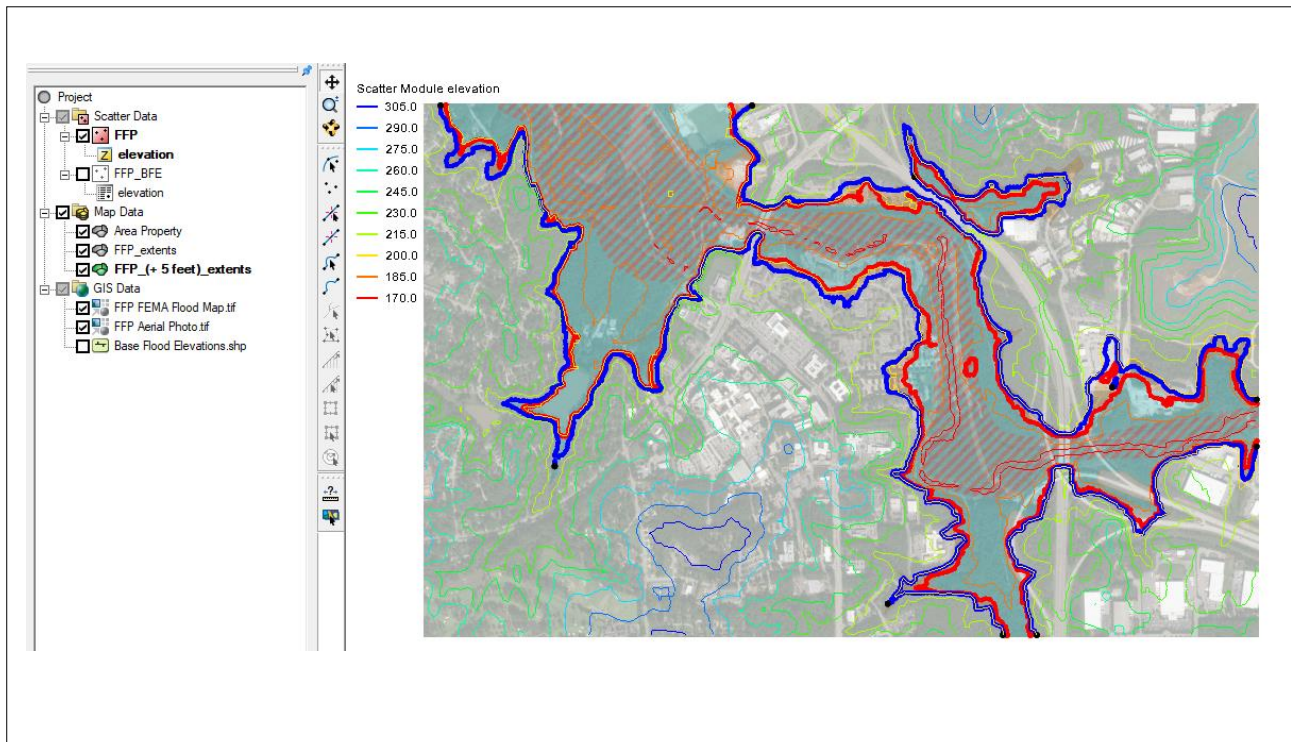 Project
Scatter Data
FFP
Z elevation
FFP_BFE
elevation
Map Data
Area Property
FFP_extents
FFP_(+ 5 feet)_extents
GIS Data
FFP FEMA Flood Map.tif
FFP Aerial Photo.tif
Base Flood Elevations.shp
-?-
Scatter Module elevation
305.0
290.0
275.0
260.0
245.0
230.0
215.0
200.0
185.0
170.0